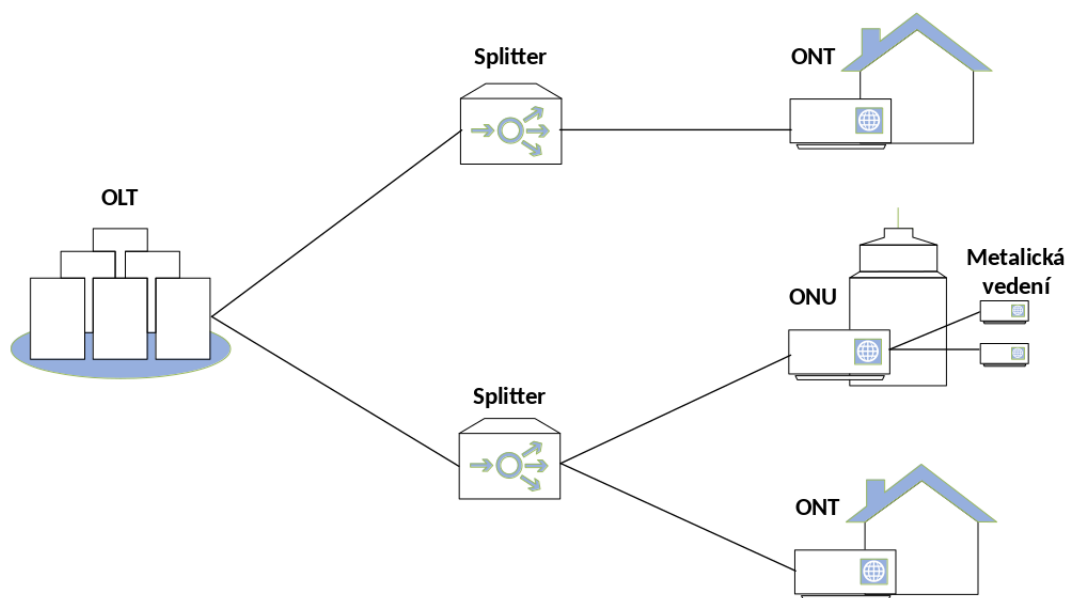 Splitter
ONT
OLT
ONU
Metalická
vedení
Splitter
ONT